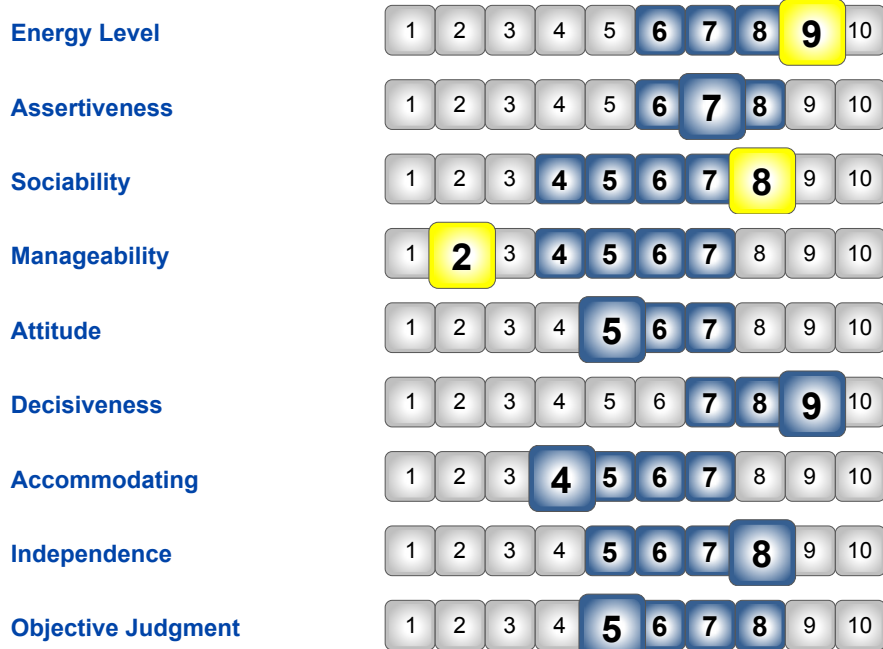 Energy Level 1 2 3 4 5 6 7 8 9 10
Assertiveness 1 2 3 4 5 6 7 8 9 10
Sociability 1 2 3 4 5 6 7 8 9 10
Manageability 1 2 3 4 5 6 7 8 9 10
Attitude 1 2 3 4 5 6 7 8 9 10
Decisiveness 1 2 3 4 5 6 7 8 9 10
Accommodating 1 2 3 4 5 6 7 8 9 10
Independence 1 2 3 4 5 6 7 8 9 10
Objective Judgment 1 2 3 4 5 6 7 8 9 10